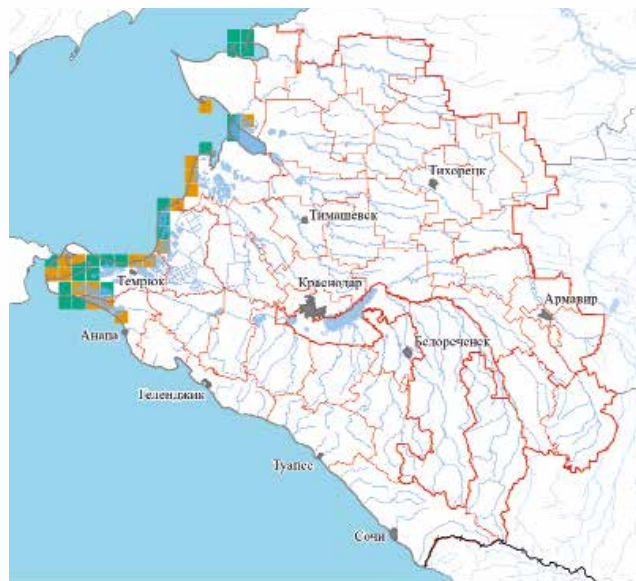 Тихорецк
Тимашевск
Темрюк
Краснодар
Армавир
Анапа
Белореченск
Геленджик
Туапсе
Сочи